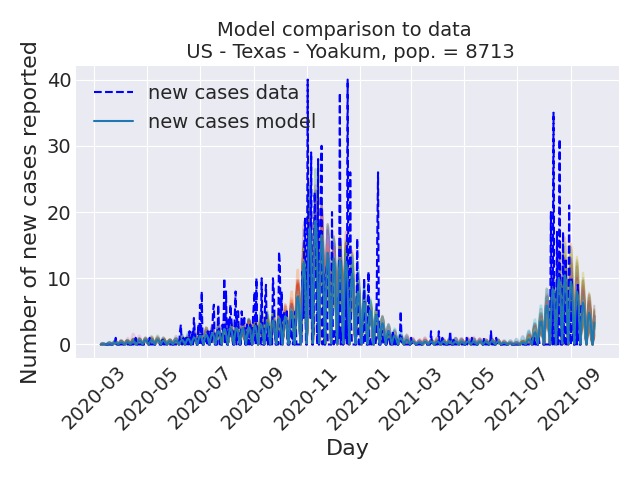 Model comparison to data
US - Texas - Yoakum, pop. = 8713
Number of new cases reported
40
30
20
10
0
new cases data
new cases model
2020-03
2020-05
2020-07
2020-09
2020-11
2021-01
2021-03
2021-05
2021-07
2021-09
Day